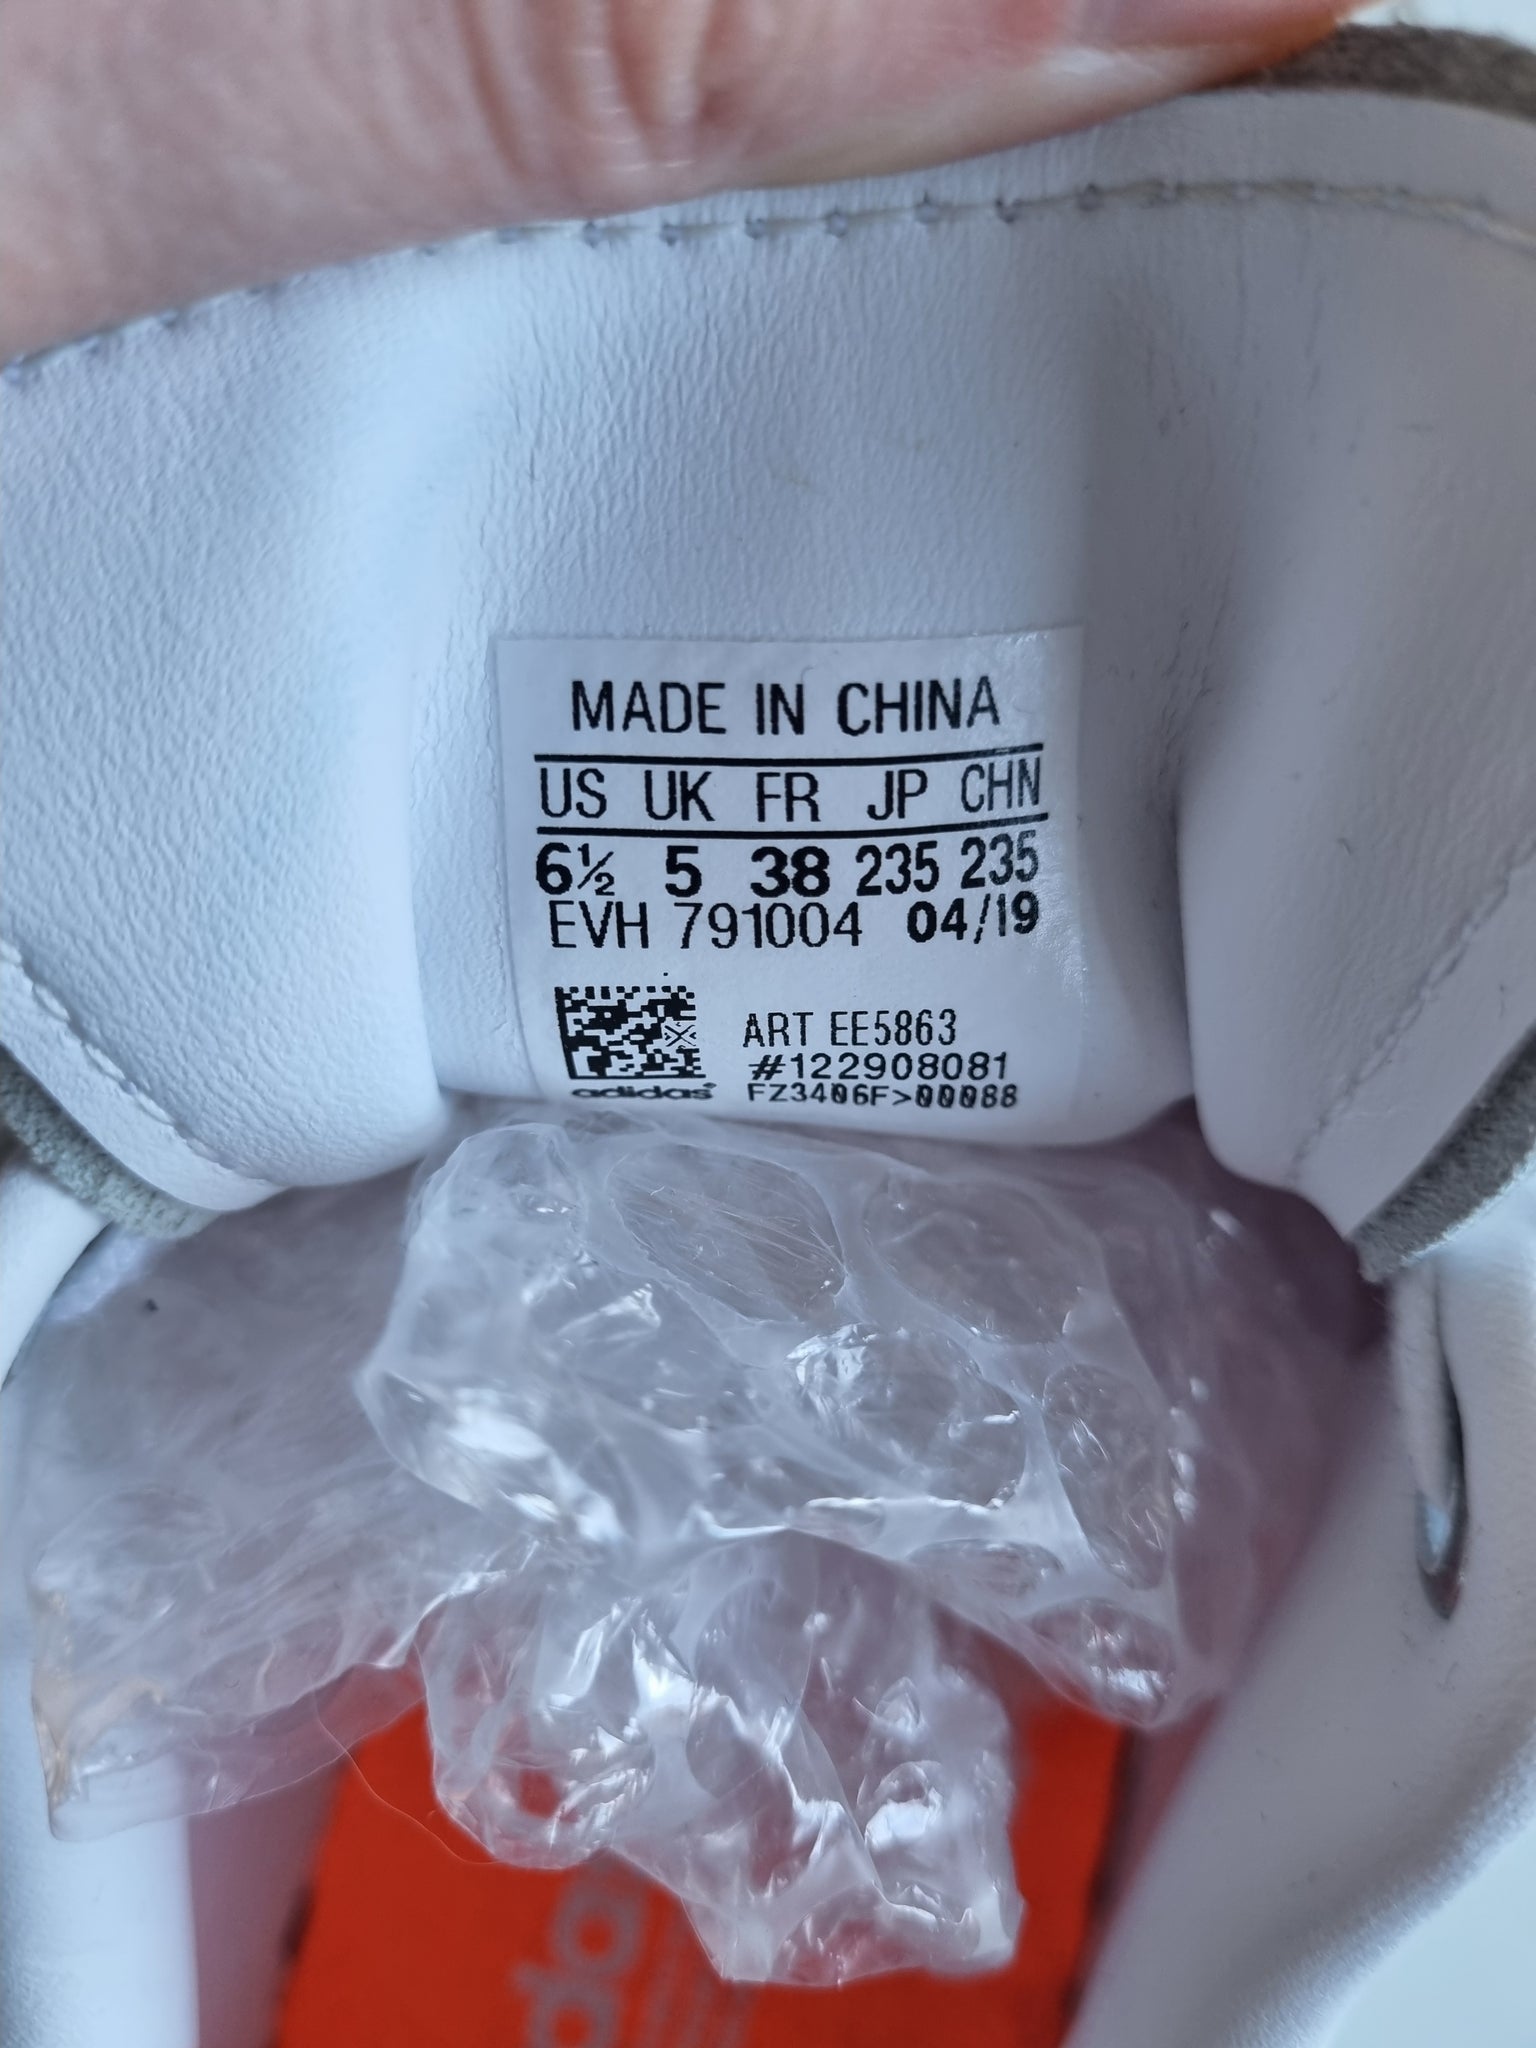 MADE IN CHINA
US UK FR JP CHN
6½ 5 38 235 235
EVH 791004 04/19
ART EE5863
#122908081
adidas FZ3406F>00088